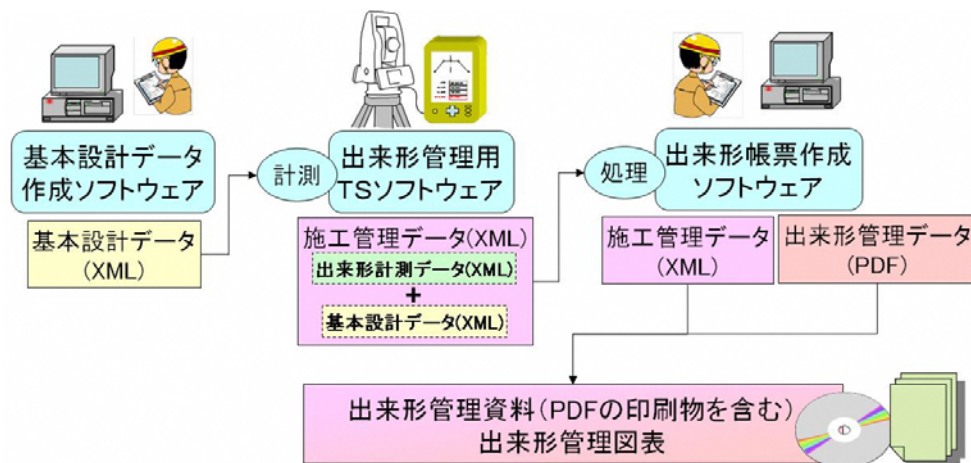 基本設計データ
作成ソフトウェア
計測
出来形管理用
TSソフトウェア
処理
出来形帳票作成
ソフトウェア
基本設計データ
(XML)
施工管理データ(XML)
出来形計測データ(XML)
+
基本設計データ(XML)
施工管理データ
(XML)
出来形管理データ
(PDF)
出来形管理資料(PDFの印刷物を含む)
出来形管理図表